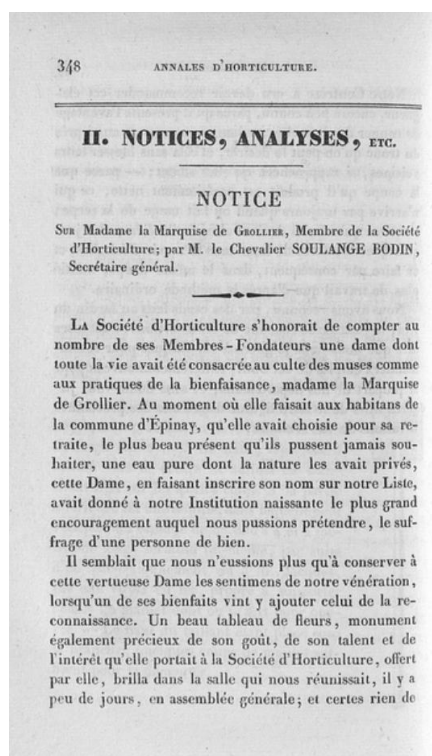 348 ANNALES D'HORTICULTURE.
II. NOTICES, ANALYSES, ETC.
NOTICE
SUR Madame la Marquise de GROLLIER, Membre de la Société
d'Horticulture; par M. le Chevalier SOULANGE BODIN,
Secrétaire général.
LA Société d'Horticulture s'honorait de compter au
nombre de ses Membres-Fondateurs une dame dont
toute la vie avait été consacrée au culte des muses comme
aux pratiques de la bienfaisance, madame la Marquise
de Grollier. Au moment où elle faisait aux habitans de
la commune d'Épinay, qu'elle avait choisie pour sa re-
traite, le plus beau présent qu'ils pussent jamais sou-
haiter, une eau pure dont la nature les avait privés,
cette Dame, en faisant inscrire son nom sur notre Liste,
avait donné à notre Institution naissante le plus grand
encouragement auquel nous pussions prétendre, le suf-
frage d'une personne de bien.
Il semblait que nous n'eussions plus qu'à conserver à
cette vertueuse Dame les sentimens de notre vénération,
lorsqu'un de ses bienfaits vint y ajouter celui de la re-
connaissance. Un beau tableau de fleurs, monument
également précieux de son goût, de son talent et de
l'intérêt qu'elle portait à la Société d'Horticulture, offert
par elle, brilla dans la salle qui nous réunissait, il y a
peu de jours, en assemblée générale; et certes rien de